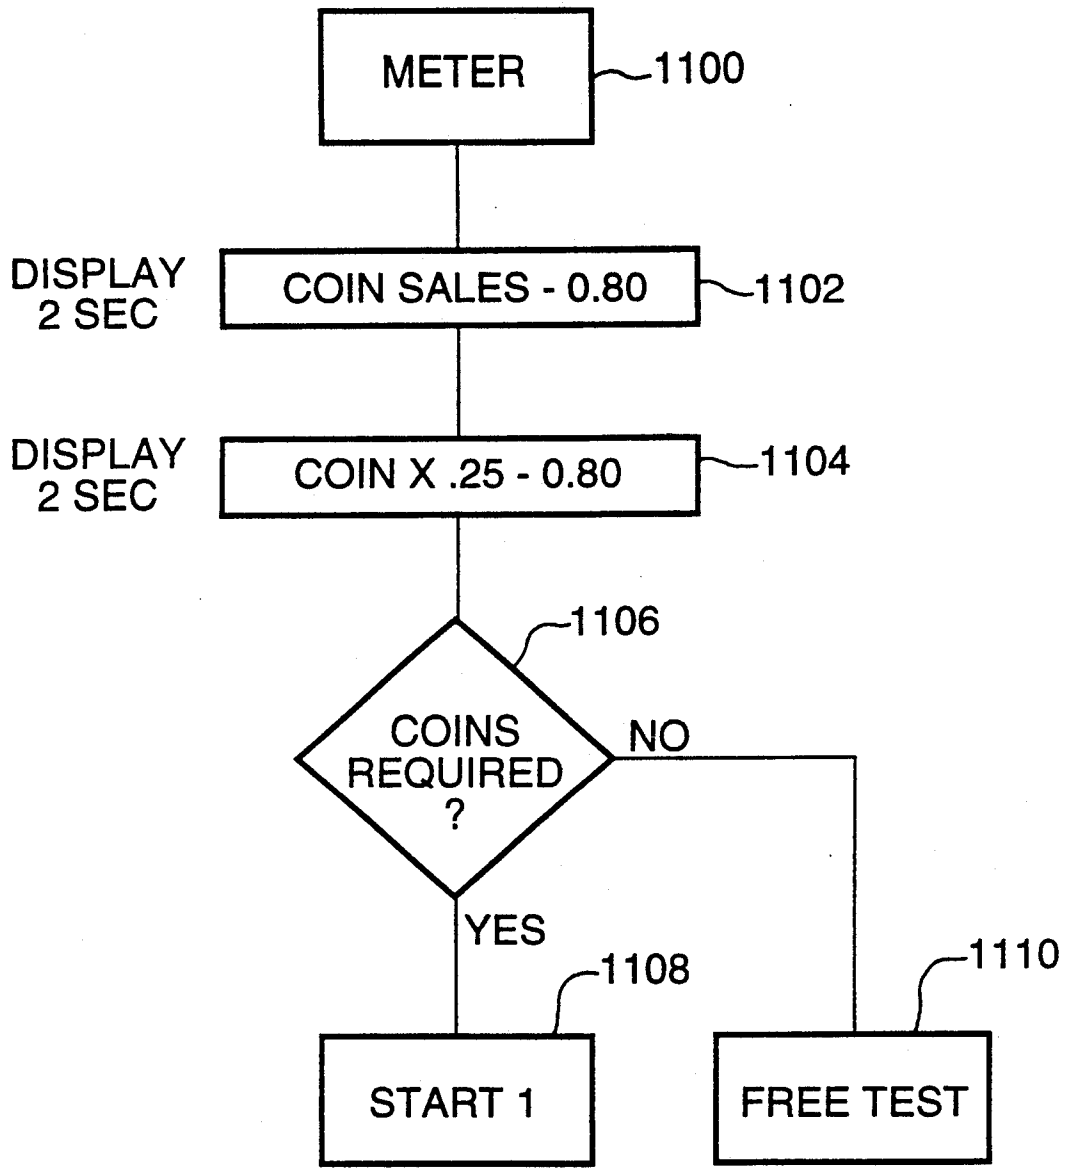 METER
1100
DISPLAY
2 SEC
COIN SALES - 0.80
1102
DISPLAY
2 SEC
COIN X .25 - 0.80
1104
1106
COINS
REQUIRED
?
NO
YES
1108
1110
START 1
FREE TEST